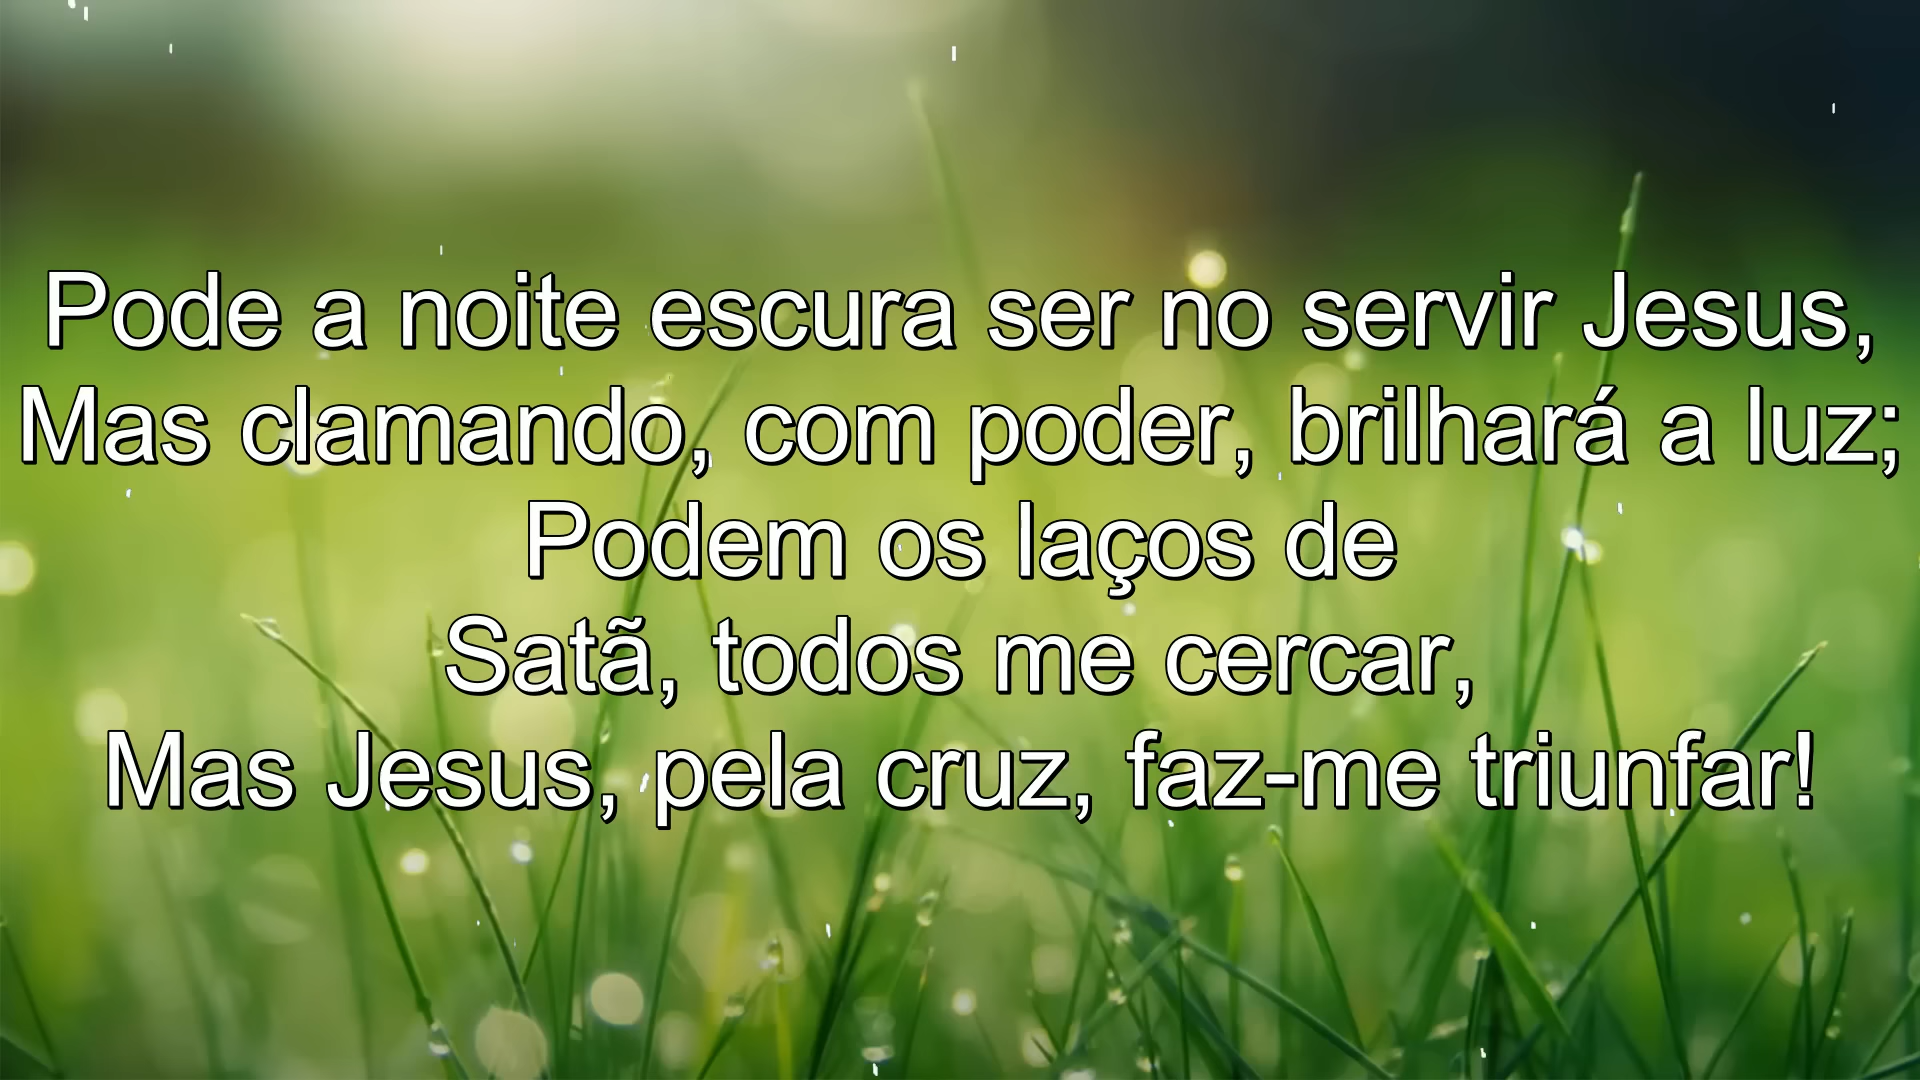 Pode a noite escura ser no servir Jesus,
Mas clamando, com poder, brilhará a luz;
Podem os laços de
Satã, todos me cercar,
Mas Jesus, pela cruz, faz-me triunfar!